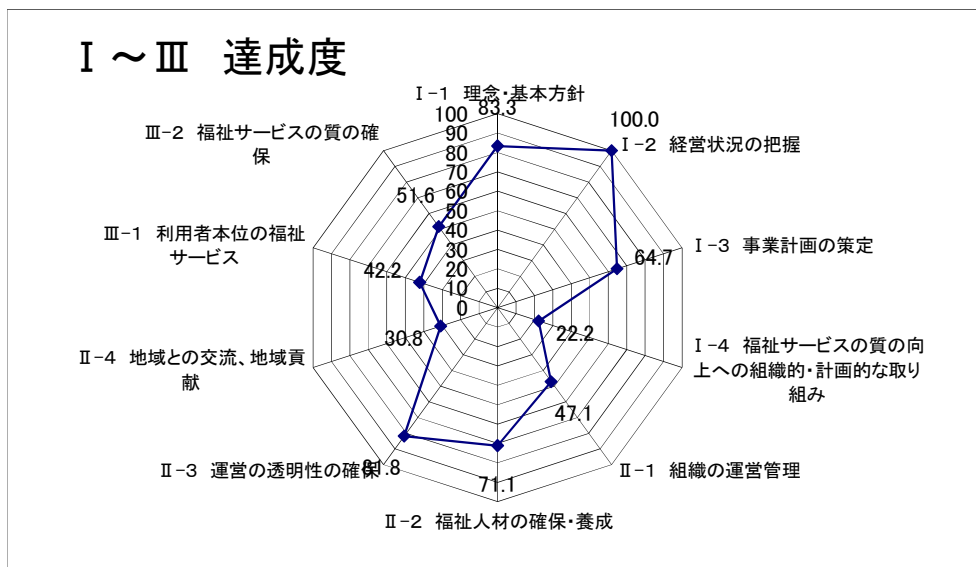 Ⅰ～Ⅲ 達成度
Ⅰ-1 理念・基本方針
83.3
100.0
Ⅰ-2 経営状況の把握
Ⅰ-3 事業計画の策定
64.7
Ⅰ-4 福祉サービスの質の向
上への組織的・計画的な取り
組み
22.2
Ⅱ-1 組織の運営管理
47.1
Ⅱ-2 福祉人材の確保・養成
71.1
Ⅱ-3 運営の透明性の確保
81.8
Ⅱ-4 地域との交流、地域貢
献
30.8
Ⅲ-1 利用者本位の福祉
サービス
42.2
Ⅲ-2 福祉サービスの質の確
保
51.6
100
90
80
70
60
50
40
30
20
10
0